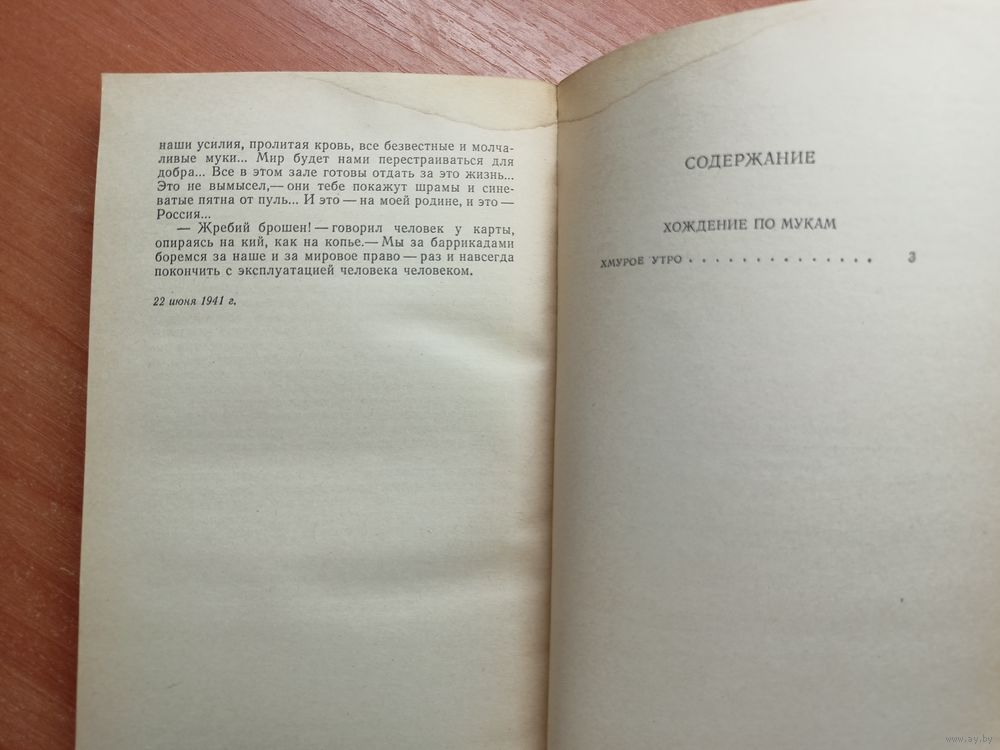 наши усилия, пролитая кровь, все безвестные и молча-
ливые муки... Мир будет нами перестраиваться для
добра... Все в этом зале готовы отдать за это жизнь...
Это не вымысел,— они тебе покажут шрамы и сине-
ватые пятна от пуль... И это — на моей родине, и это —
Россия...
— Жребий брошен! — говорил человек у карты,
опираясь на кий, как на копье.— Мы за баррикадами
боремся за наше и за мировое право — раз и навсегда
покончить с эксплуатацией человека человеком.
22 июня 1941 г.
СОДЕРЖАНИЕ
ХОЖДЕНИЕ ПО МУКАМ
ХМУРОЕ УТРО . . . . . . . . . . . . . . 3
www.ay.by